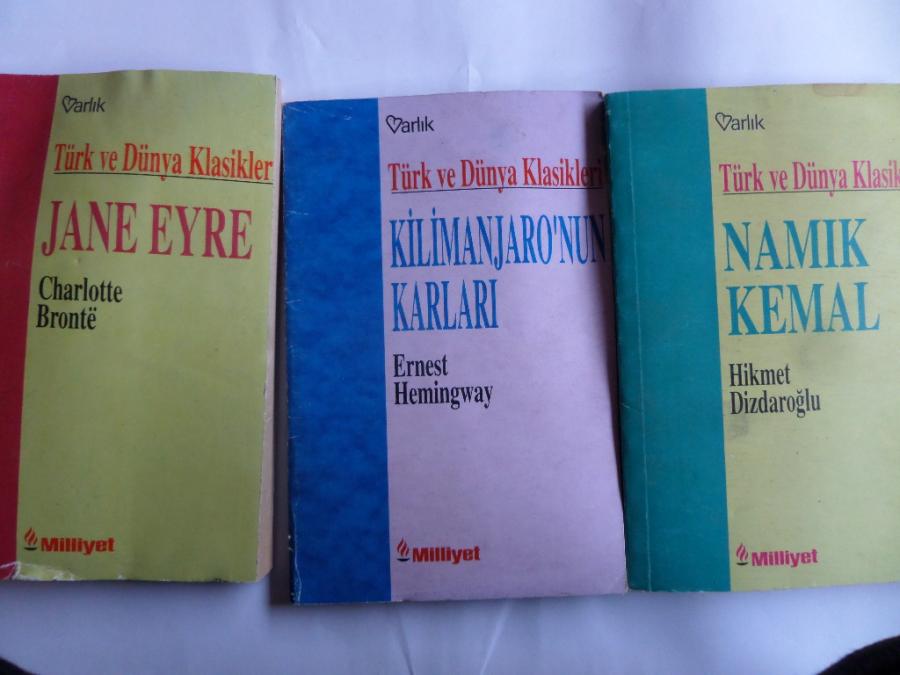 Varlık
Türk ve Dünya Klasikler
JANE EYRE
Charlotte
Brontë
Milliyet
Varlık
Türk ve Dünya Klasikleri
KİLİMANJARO'NUN
KARLARI
Ernest
Hemingway
Milliyet
Varlık
Türk ve Dünya Klasik
NAMIK
KEMAL
Hikmet
Dizdaroğlu
Milliyet